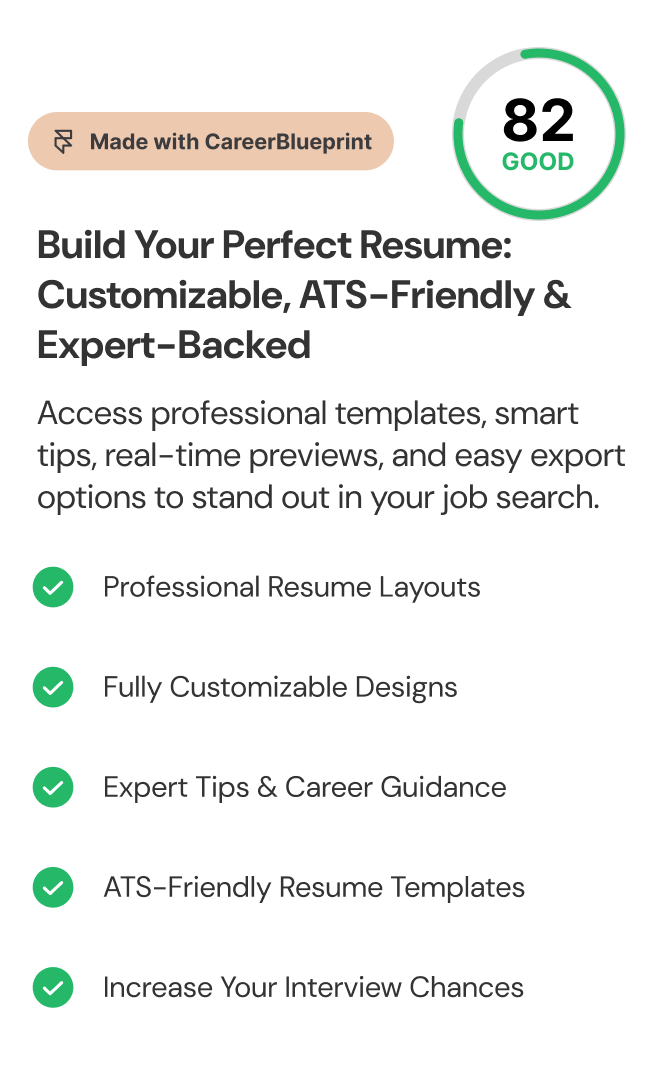 82
GOOD
Made with CareerBlueprint
Build Your Perfect Resume:
Customizable, ATS-Friendly &
Expert-Backed
Access professional templates, smart
tips, real-time previews, and easy export
options to stand out in your job search.
Professional Resume Layouts
Fully Customizable Designs
Expert Tips & Career Guidance
ATS-Friendly Resume Templates
Increase Your Interview Chances